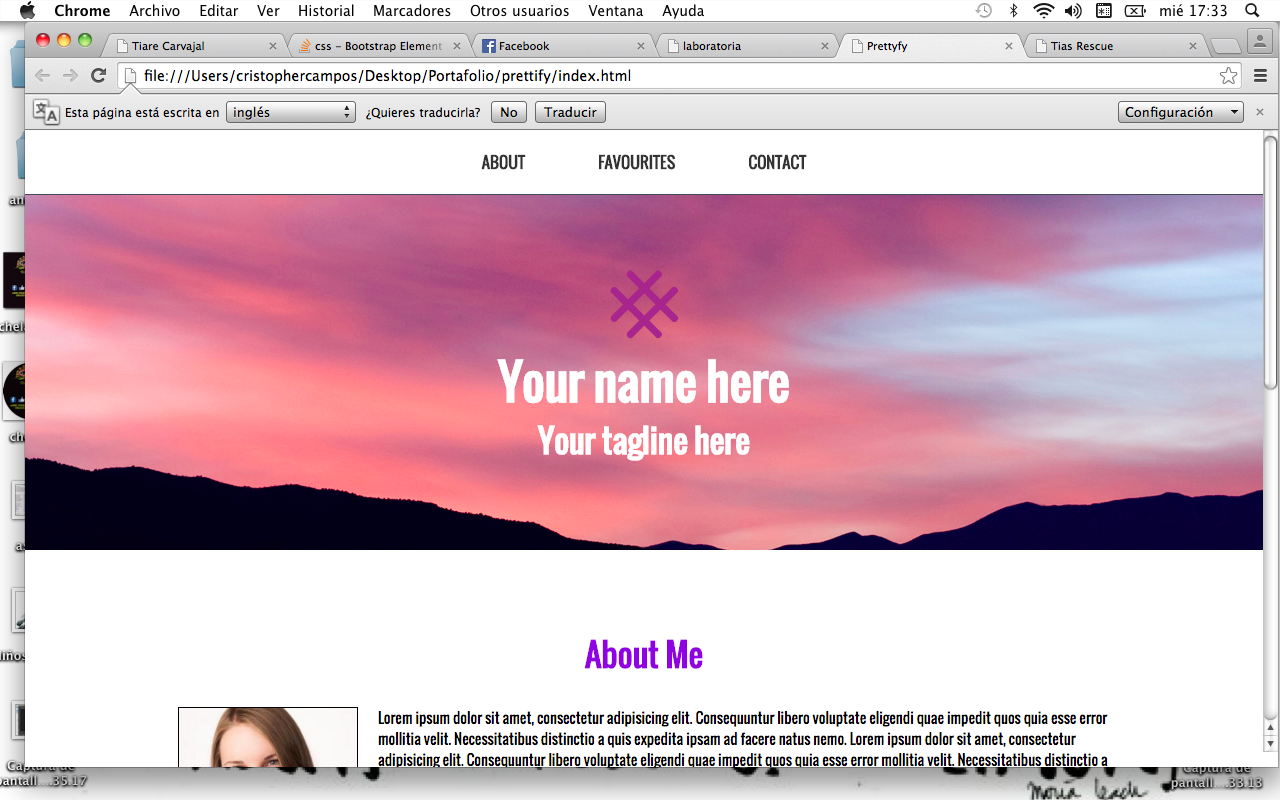 Chrome Archivo Editar Ver Historial Marcadores Otros usuarios Ventana Ayuda mié 17:33
Tiare Carvajal css - Bootstrap Element Facebook laboratoria Prettyfy Tias Rescue
file:///Users/cristophercampos/Desktop/Portafolio/prettify/index.html
Esta página está escrita en inglés ¿Quieres traducirla? No Traducir Configuración
ABOUT FAVOURITES CONTACT
Your name here
Your tagline here
About Me
Lorem ipsum dolor sit amet, consectetur adipisicing elit. Consequuntur libero voluptate eligendi quae impedit quos quia esse error
mollitia velit. Necessitatibus distinctio a quis expedita ipsam ad facere natus nemo. Lorem ipsum dolor sit amet, consectetur
adipisicing elit. Consequuntur libero voluptate eligendi quae impedit quos quia esse error mollitia velit. Necessitatibus distinctio a
Captura de
pantall....35.17
Captura de
pantall....33.13